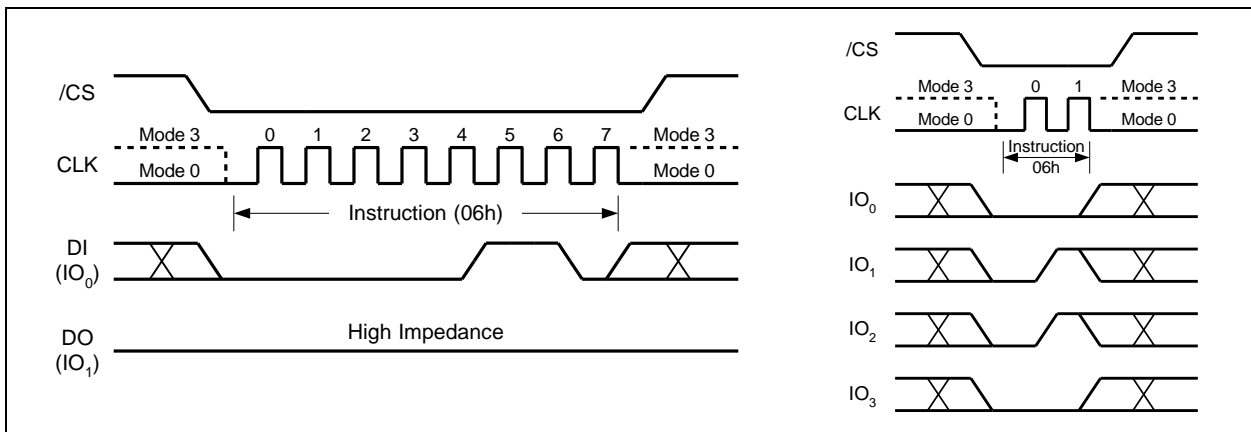 /CS
Mode 3 0 1 2 3 4 5 6 7 Mode 3
CLK
Mode 0 Mode 0
Instruction (06h)
DI
(IO0)
High Impedance
DO
(IO1)
/CS
Mode 3 0 1 Mode 3
CLK
Mode 0 Mode 0
Instruction
06h
IO0
IO1
IO2
IO3